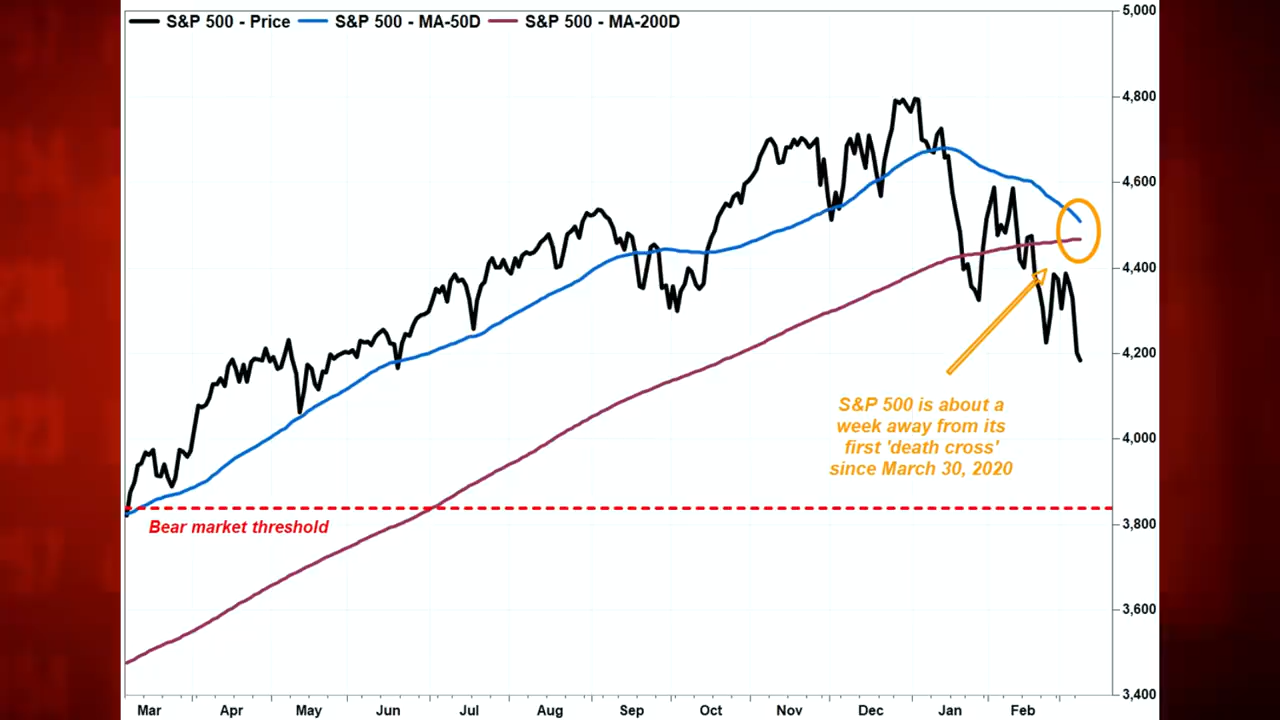 S&P 500 - Price S&P 500 - MA-50D S&P 500 - MA-200D
5,000
4,800
4,600
4,400
4,200
4,000
3,800
3,600
3,400
S&P 500 is about a
week away from its
first 'death cross'
since March 30, 2020
Bear market threshold
Mar Apr May Jun Jul Aug Sep Oct Nov Dec Jan Feb